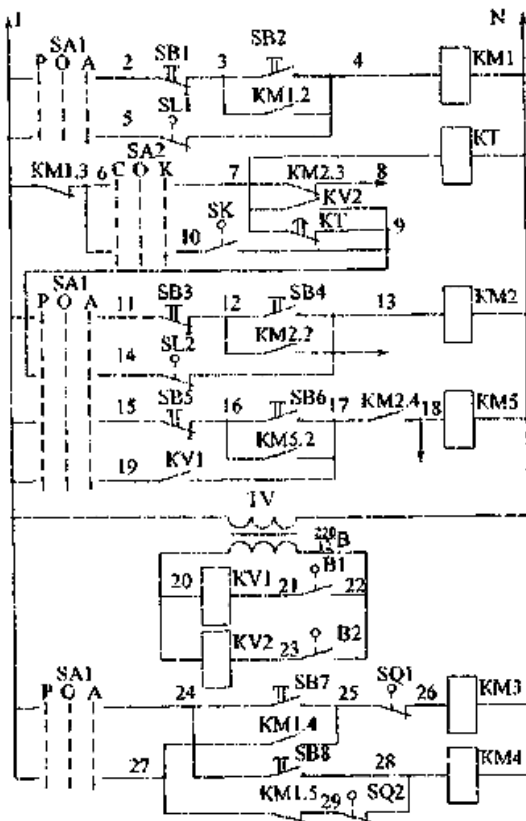 I N
SA1
P O A 2 SB1 3 SB2 4 KM1
KM1.2
5 SL1
SA2 KT
KM1.3 6 C O K 7 KM2.3 8
KV2
SK KT 9
10
P O A 11 SB3 12 SB4 13 KM2
KM2.2
14 SL2
15 SB5 16 SB6 17 KM2.4 18 KM5
KM5.2
19 KV1
TV
220
12 В
20 KV1 21 B1 22
KV2 23 B2
SA1
P O A 24 SB7 25 SQ1 26 KM3
KM1.4
27 SB8 28 KM4
KM1.5 29 SQ2